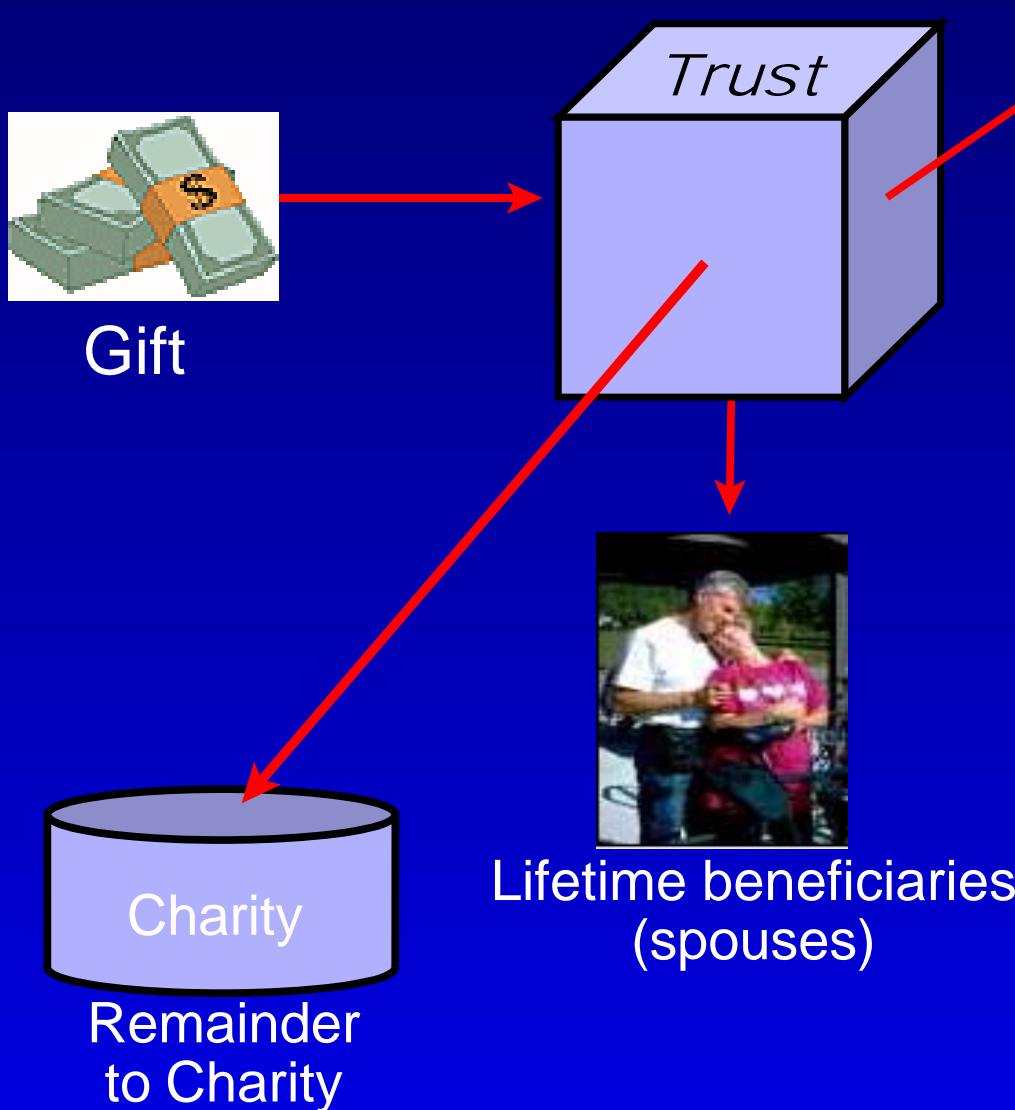 Trust
$
Gift
Lifetime beneficiaries
(spouses)
Charity
Remainder
to Charity